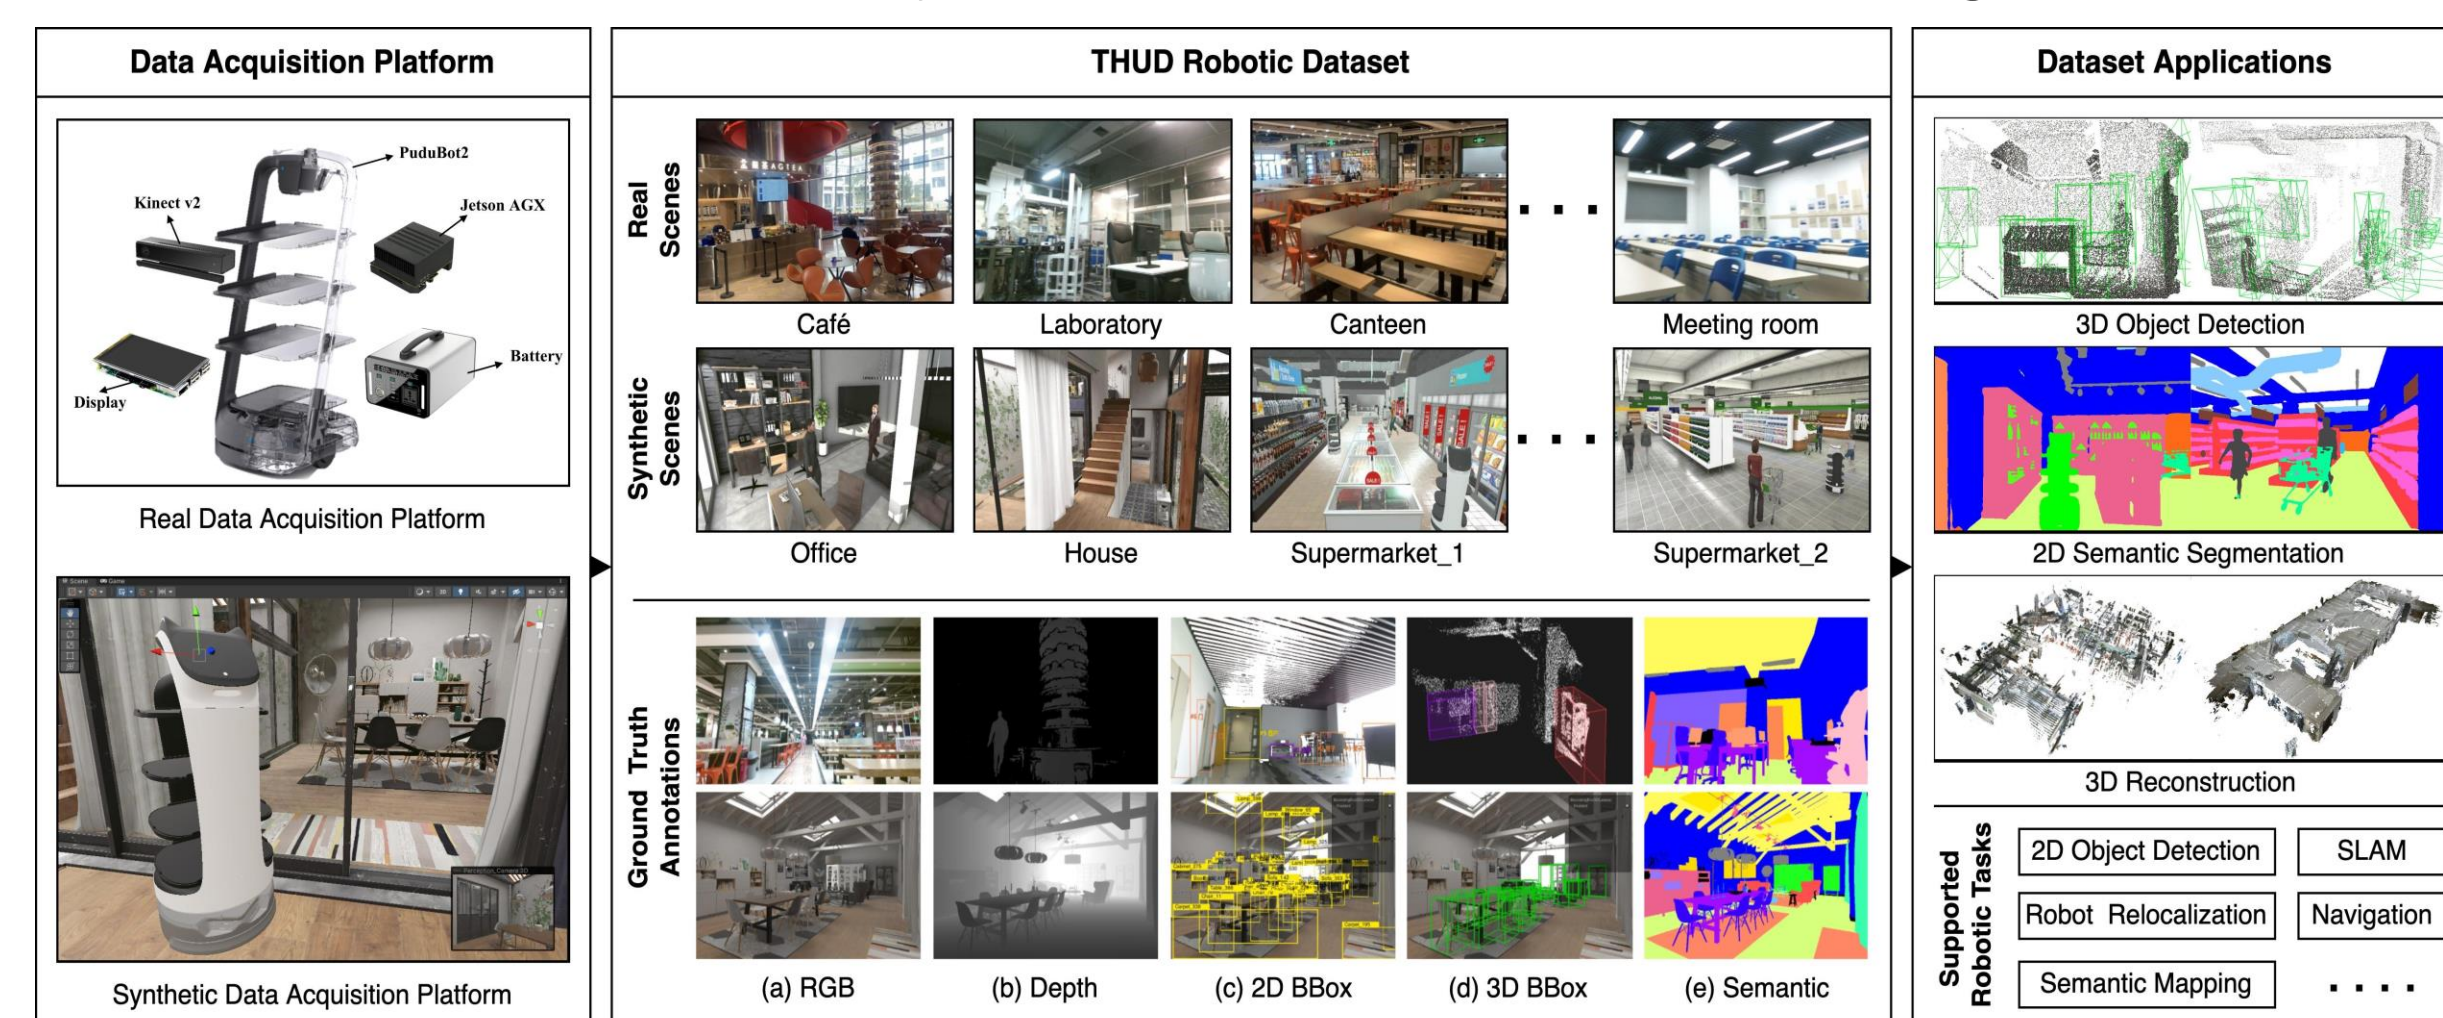 Data Acquisition Platform
PuduBot2
Kinect v2
Jetson AGX
Battery
Display
Real Data Acquisition Platform
Scene
Game
Synthetic Data Acquisition Platform
THUD Robotic Dataset
Real
Scenes
Café
Laboratory
Canteen
Meeting room
Synthetic
Scenes
Office
House
Supermarket_1
Supermarket_2
Ground Truth
Annotations
(a) RGB
(b) Depth
(c) 2D BBox
(d) 3D BBox
(e) Semantic
Dataset Applications
3D Object Detection
2D Semantic Segmentation
3D Reconstruction
Supported
Robotic Tasks
2D Object Detection
SLAM
Robot Relocalization
Navigation
Semantic Mapping